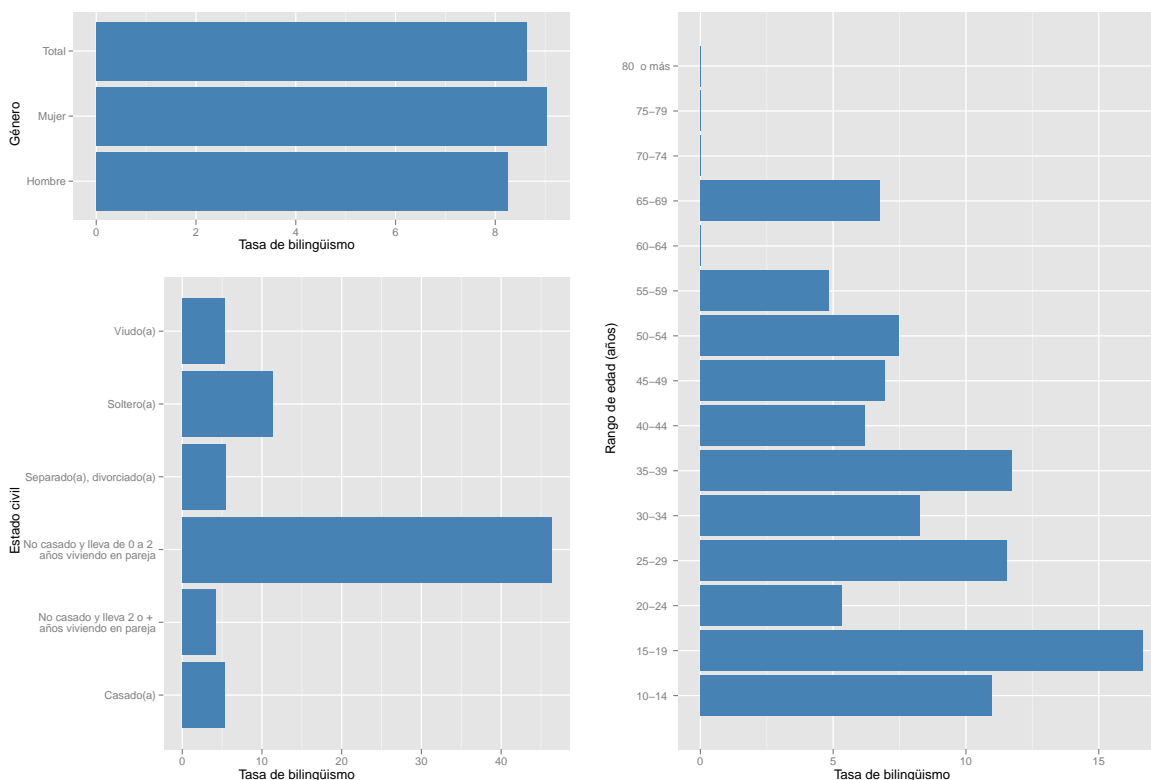 Género
Total
Mujer
Hombre
0 2 4 6 8
Tasa de bilingüismo
Estado civil
Viudo(a)
Soltero(a)
Separado(a), divorciado(a)
No casado y lleva de 0 a 2
años viviendo en pareja
No casado y lleva 2 o +
años viviendo en pareja
Casado(a)
0 10 20 30 40
Tasa de bilingüismo
Rango de edad (años)
80 o más
75−79
70−74
65−69
60−64
55−59
50−54
45−49
40−44
35−39
30−34
25−29
20−24
15−19
10−14
0 5 10 15
Tasa de bilingüismo